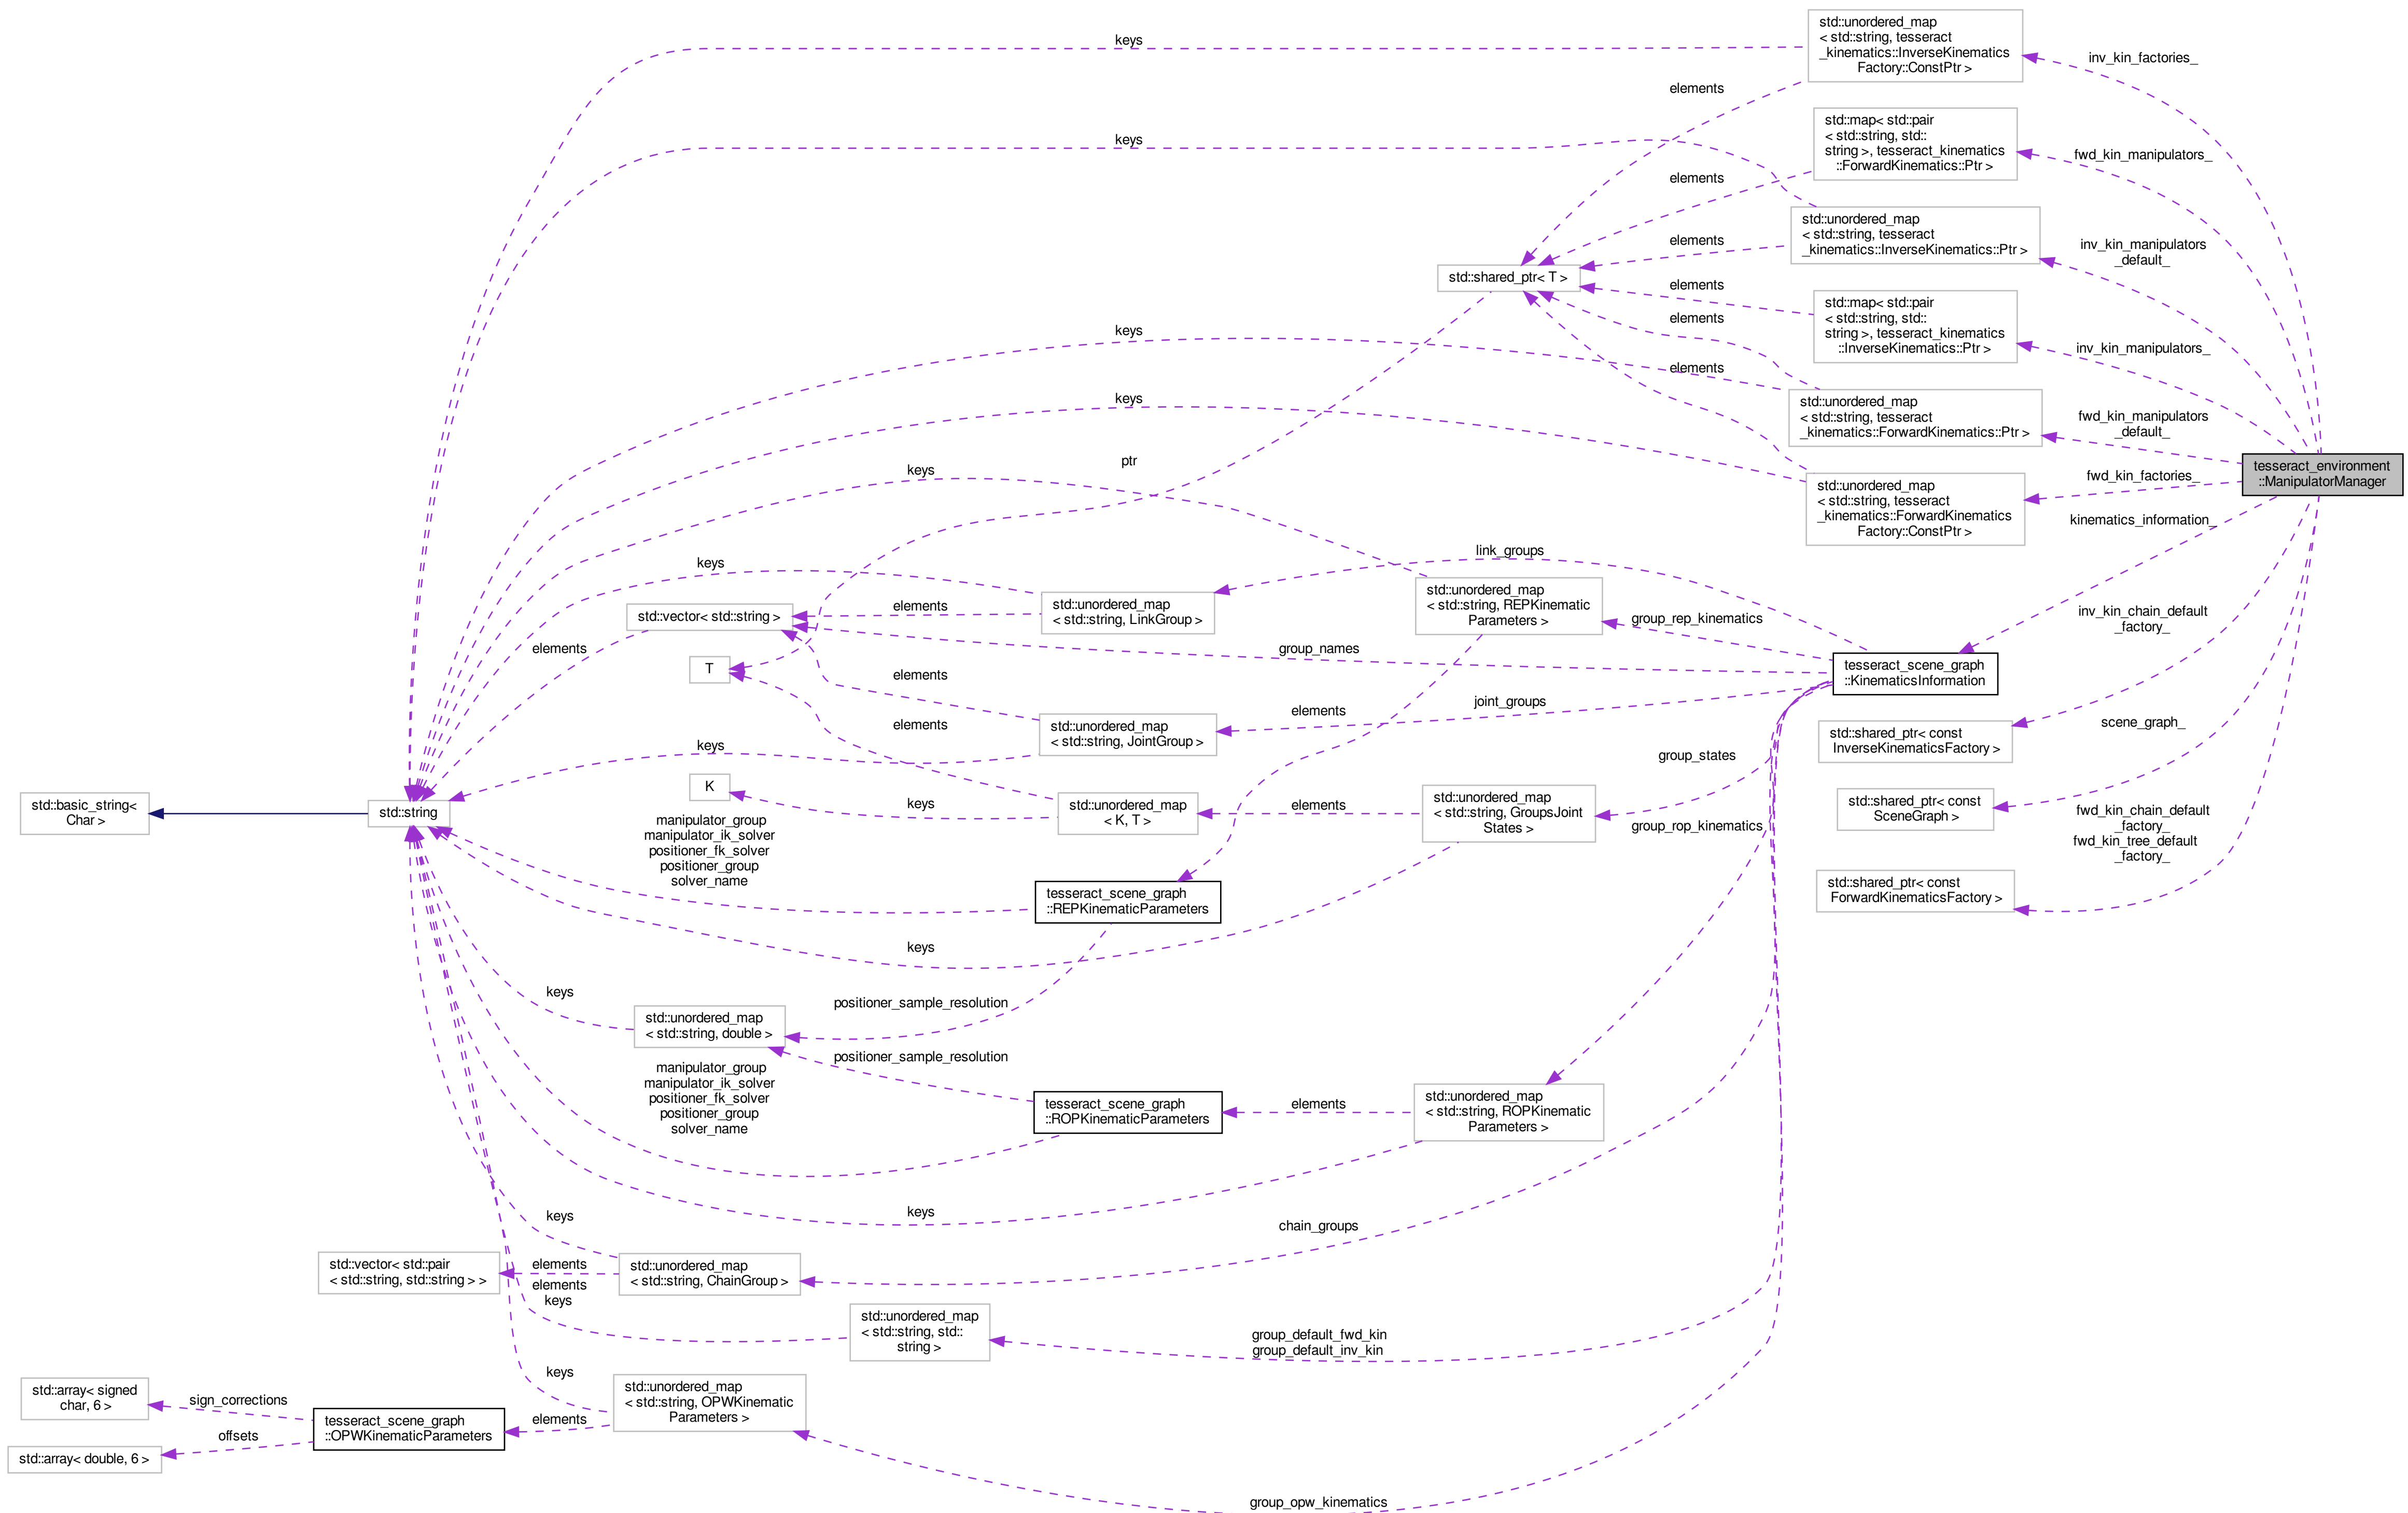 std::unordered_map
< std::string, tesseract
_kinematics::InverseKinematics
Factory::ConstPtr >
keys
inv_kin_factories_
elements
std::map< std::pair
< std::string, std::
string >, tesseract_kinematics
::ForwardKinematics::Ptr >
keys
fwd_kin_manipulators_
elements
std::unordered_map
< std::string, tesseract
_kinematics::InverseKinematics::Ptr >
elements
inv_kin_manipulators
_default_
std::shared_ptr< T >
elements
std::map< std::pair
< std::string, std::
string >, tesseract_kinematics
::InverseKinematics::Ptr >
elements
keys
inv_kin_manipulators_
elements
std::unordered_map
< std::string, tesseract
_kinematics::ForwardKinematics::Ptr >
keys
fwd_kin_manipulators
_default_
tesseract_environment
::ManipulatorManager
ptr
keys
fwd_kin_factories_
std::unordered_map
< std::string, tesseract
_kinematics::ForwardKinematics
Factory::ConstPtr >
kinematics_information_
link_groups
keys
std::unordered_map
< std::string, REPKinematic
Parameters >
std::unordered_map
< std::string, LinkGroup >
elements
std::vector< std::string >
group_rep_kinematics
inv_kin_chain_default
_factory_
elements
group_names
T
tesseract_scene_graph
::KinematicsInformation
elements
joint_groups
elements
elements
std::unordered_map
< std::string, JointGroup >
keys
scene_graph_
std::shared_ptr< const
InverseKinematicsFactory >
group_states
K
std::unordered_map
< std::string, GroupsJoint
States >
elements
std::unordered_map
< K, T >
keys
std::basic_string<
Char >
std::string
std::shared_ptr< const
SceneGraph >
group_rop_kinematics
fwd_kin_chain_default
_factory_
fwd_kin_tree_default
_factory_
manipulator_group
manipulator_ik_solver
positioner_fk_solver
positioner_group
solver_name
tesseract_scene_graph
::REPKinematicParameters
std::shared_ptr< const
ForwardKinematicsFactory >
keys
keys
positioner_sample_resolution
std::unordered_map
< std::string, double >
positioner_sample_resolution
manipulator_group
manipulator_ik_solver
positioner_fk_solver
positioner_group
solver_name
tesseract_scene_graph
::ROPKinematicParameters
elements
std::unordered_map
< std::string, ROPKinematic
Parameters >
keys
keys
chain_groups
std::vector< std::pair
< std::string, std::string > >
elements
std::unordered_map
< std::string, ChainGroup >
elements
keys
std::unordered_map
< std::string, std::
string >
group_default_fwd_kin
group_default_inv_kin
keys
std::array< signed
char, 6 >
sign_corrections
std::unordered_map
< std::string, OPWKinematic
Parameters >
elements
tesseract_scene_graph
::OPWKinematicParameters
offsets
std::array< double, 6 >
group_opw_kinematics